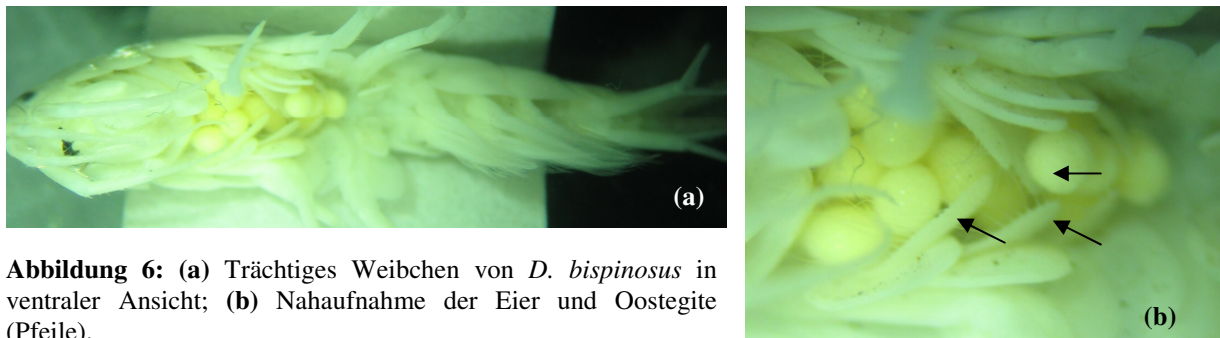 (a)
Abbildung 6: (a) Trächtiges Weibchen von D. bispinosus in
ventraler Ansicht; (b) Nahaufnahme der Eier und Oostegite
(Pfeile).
(b)